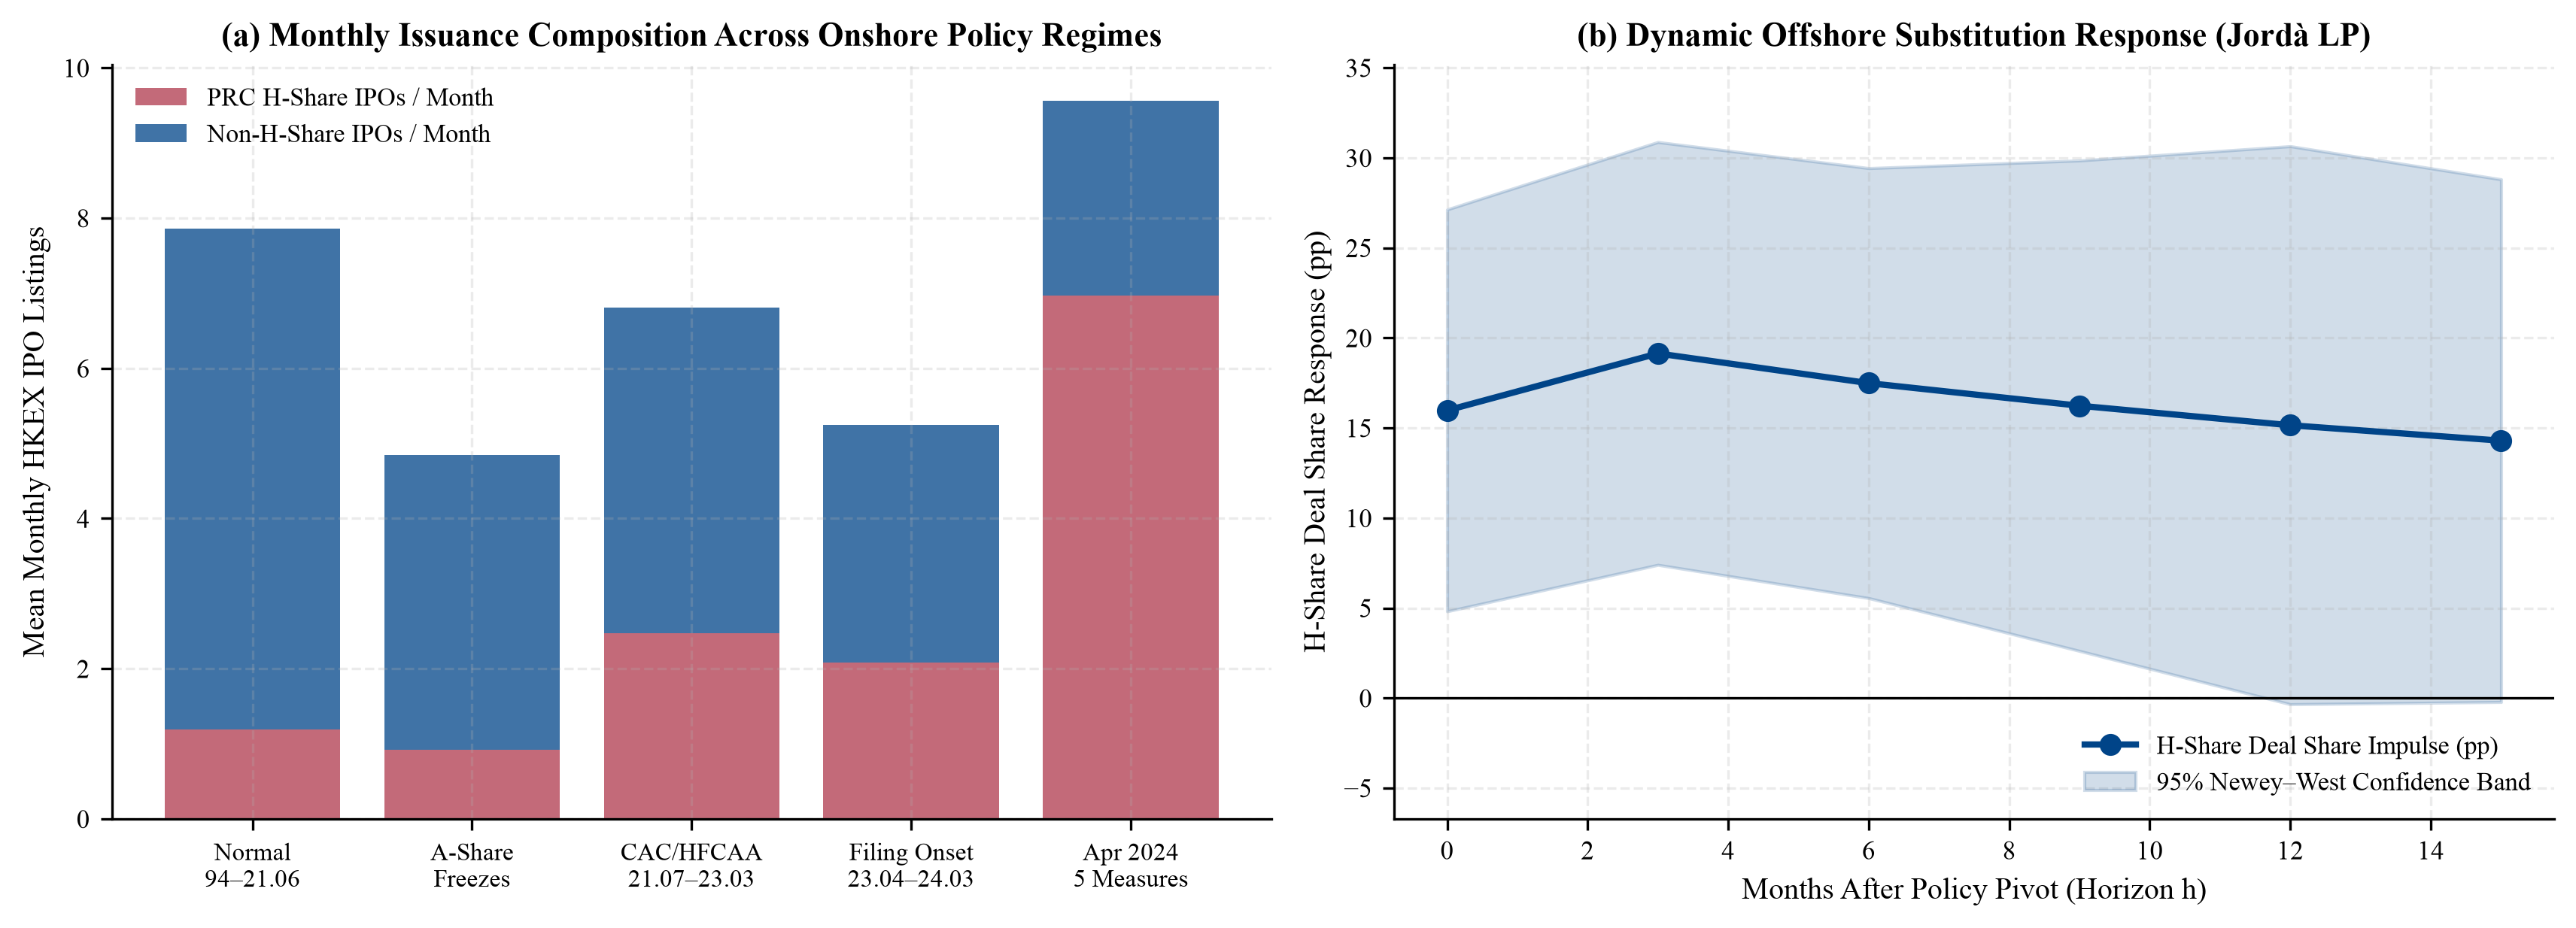 (a) Monthly Issuance Composition Across Onshore Policy Regimes
10
8
6
4
2
0
Mean Monthly HKEX IPO Listings
PRC H-Share IPOs / Month
Non-H-Share IPOs / Month
Normal
94–21.06
A-Share
Freezes
CAC/HFCAA
21.07–23.03
Filing Onset
23.04–24.03
Apr 2024
5 Measures
(b) Dynamic Offshore Substitution Response (Jordà LP)
35
30
25
20
15
10
5
0
−5
H-Share Deal Share Response (pp)
H-Share Deal Share Impulse (pp)
95% Newey–West Confidence Band
0
2
4
6
8
10
12
14
Months After Policy Pivot (Horizon h)